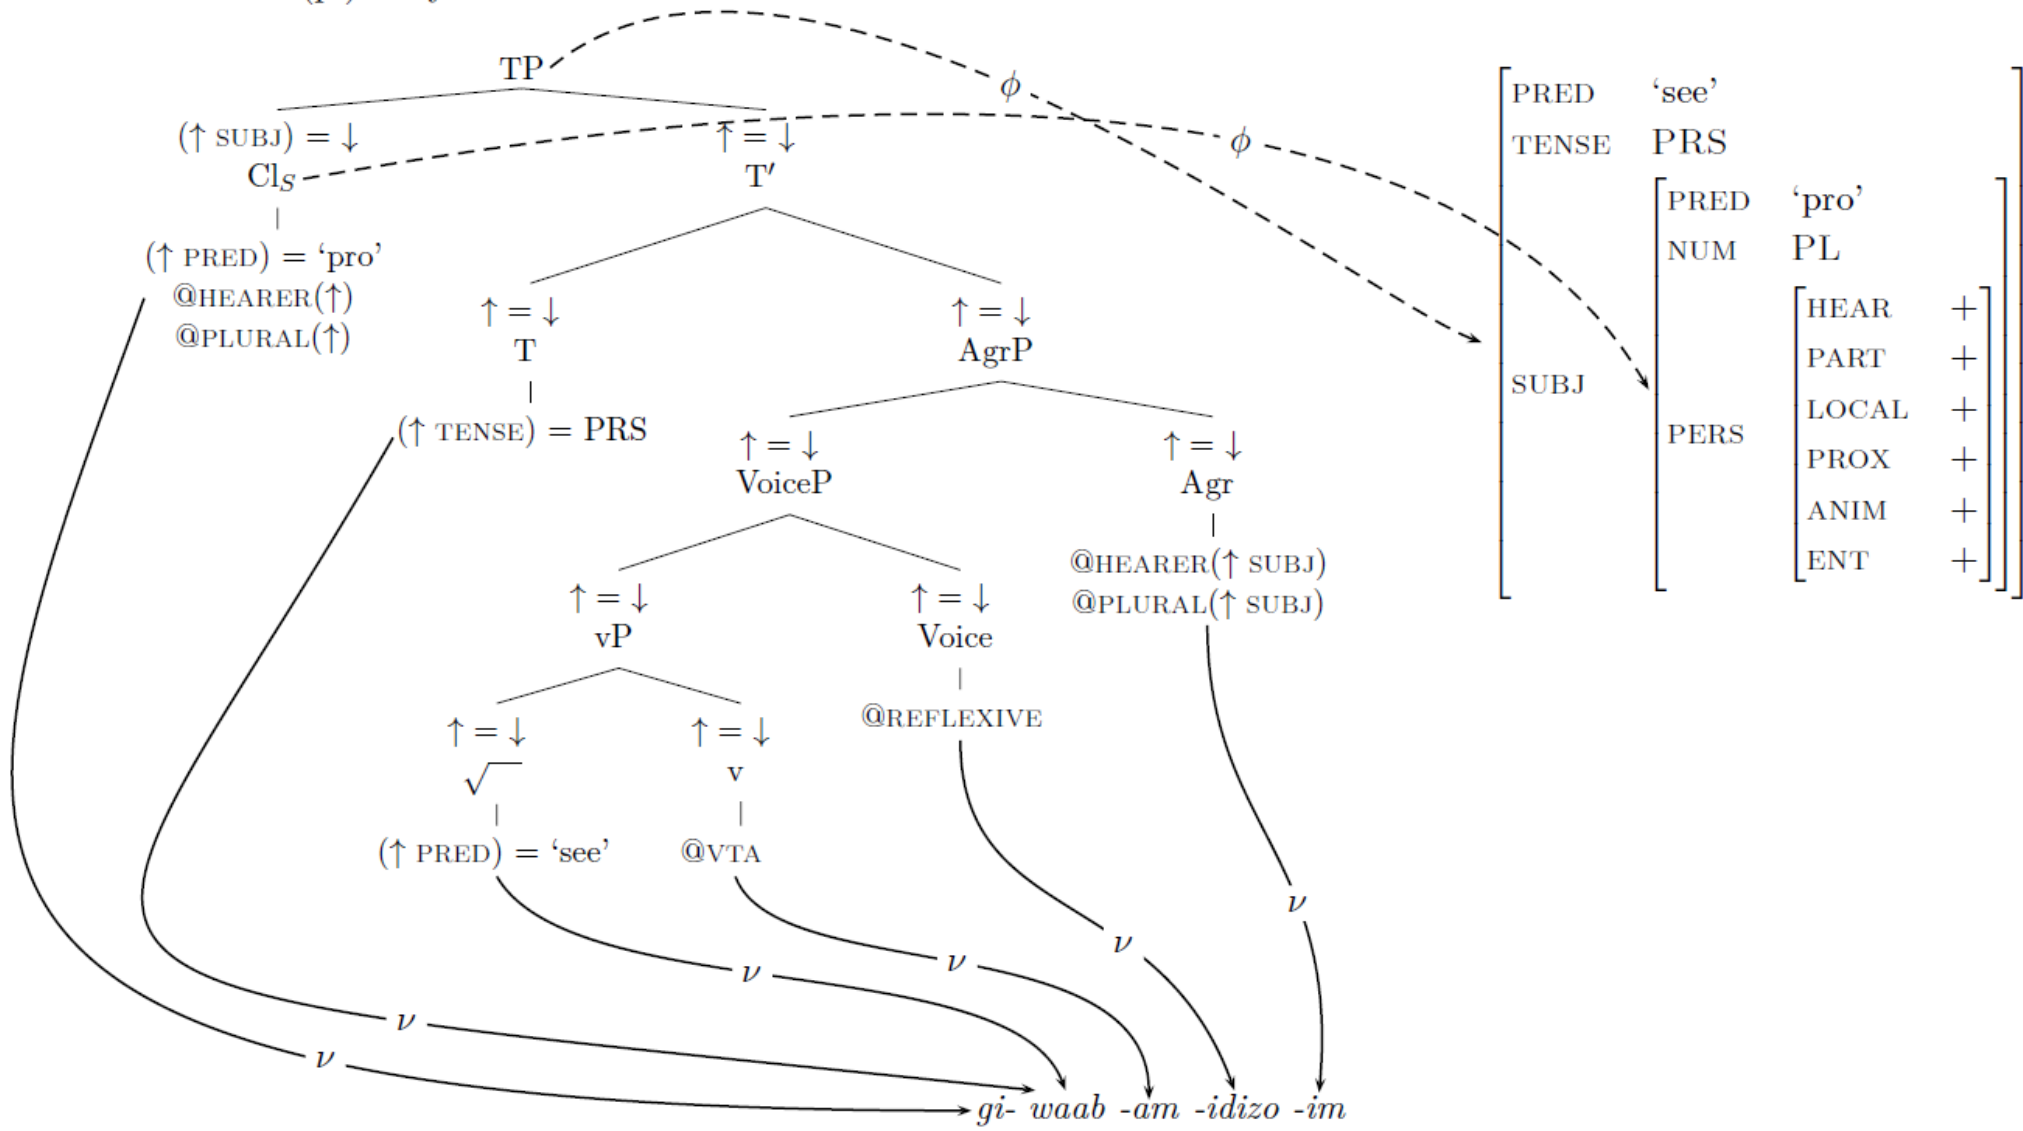 TP
ϕ
(↑ SUBJ) = ↓
↑ = ↓
Cl_S
T′
ϕ
(↑ PRED) = ‘pro’
@HEARER(↑)
@PLURAL(↑)
↑ = ↓
↑ = ↓
T
AgrP
(↑ TENSE) = PRS
↑ = ↓
↑ = ↓
VoiceP
Agr
@HEARER(↑ SUBJ)
@PLURAL(↑ SUBJ)
↑ = ↓
↑ = ↓
vP
Voice
@REFLEXIVE
↑ = ↓
↑ = ↓
√
v
(↑ PRED) = ‘see’
@VTA
ν
ν
ν
ν
ν
ν
gi- waab -am -idizo -im
PRED ‘see’
TENSE PRS
SUBJ
PRED ‘pro’
NUM PL
PERS
HEAR +
PART +
LOCAL +
PROX +
ANIM +
ENT +